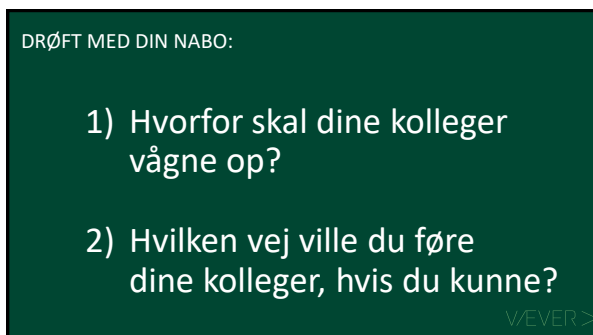 DRØFT MED DIN NABO:
1) Hvorfor skal dine kolleger
vågne op?
2) Hvilken vej ville du føre
dine kolleger, hvis du kunne?
VÆVER >